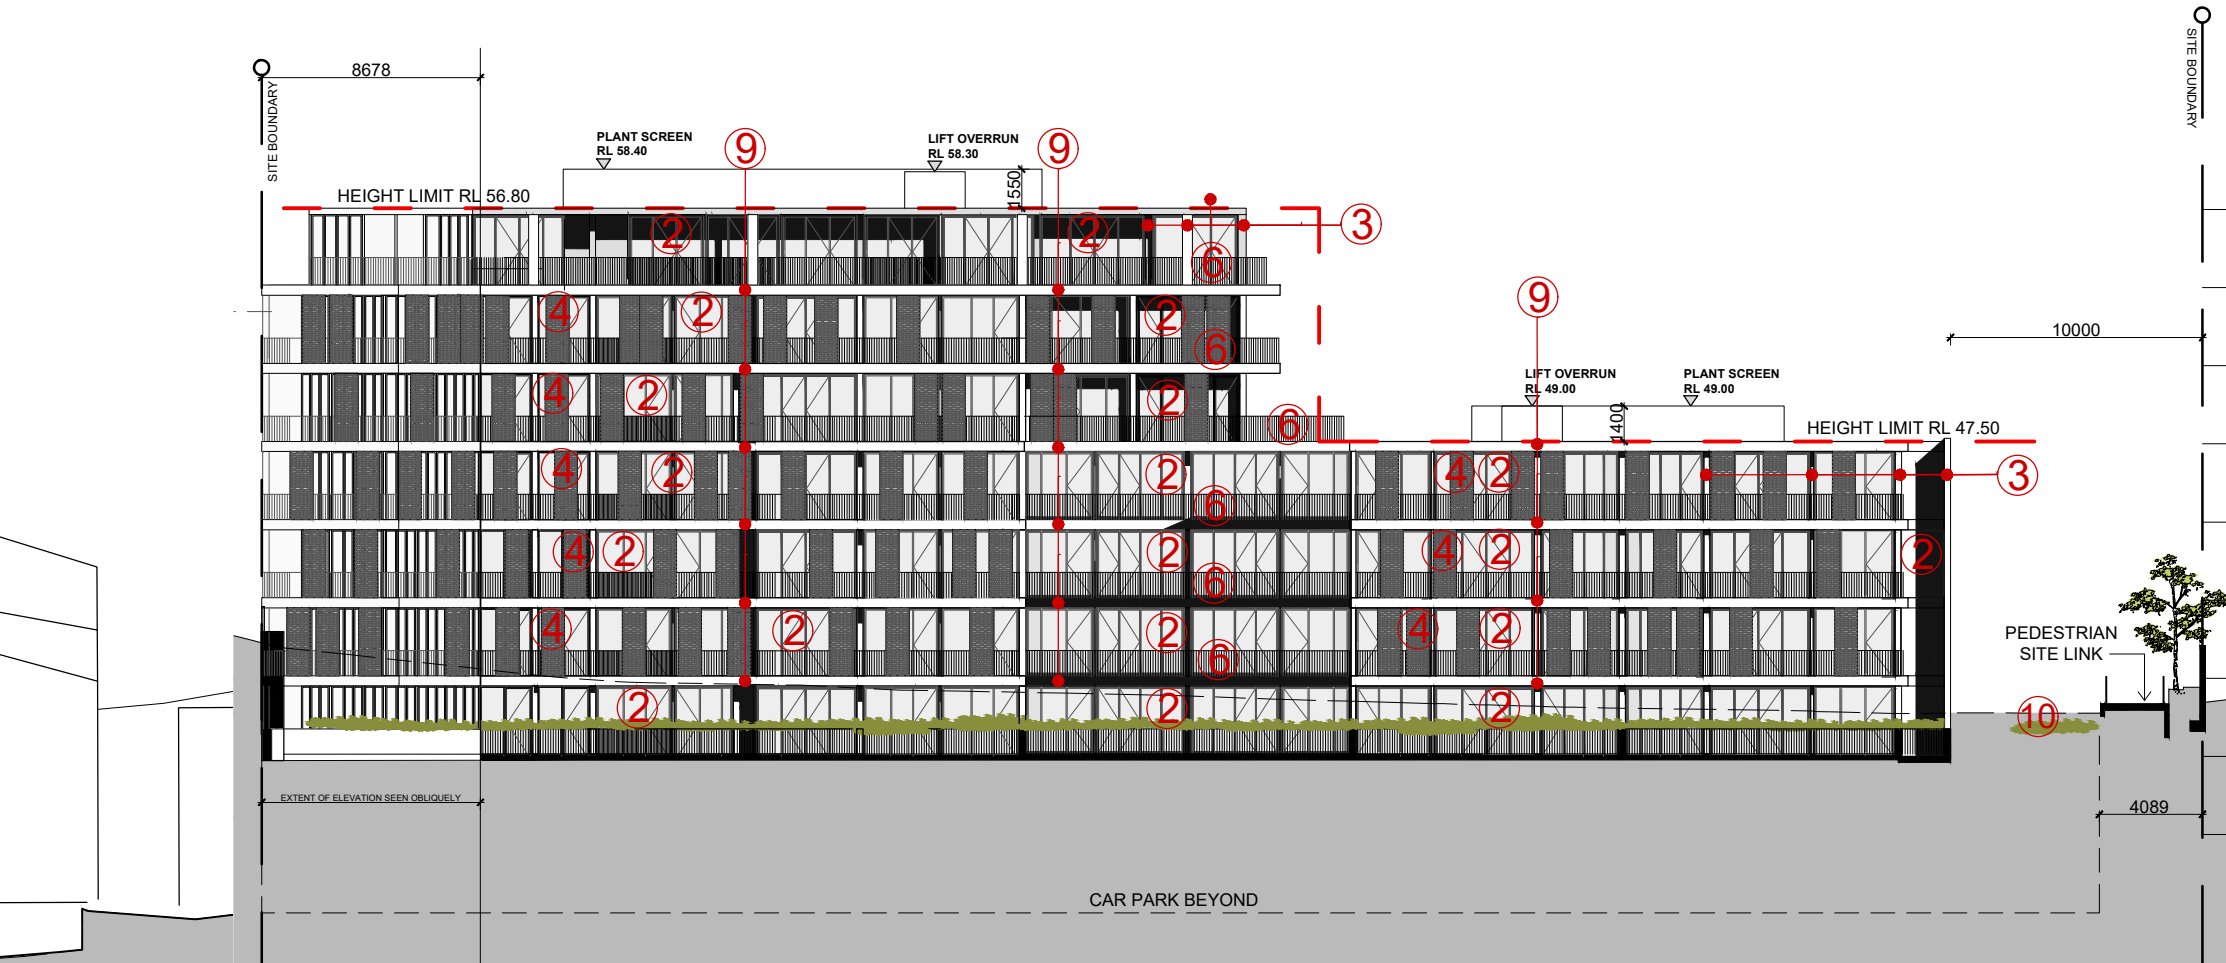 SITE BOUNDARY
8678
PLANT SCREEN
RL 58.40
9
LIFT OVERRUN
RL 58.30
9
1550
SITE BOUNDARY
HEIGHT LIMIT RL 56.80
2
2
3
6
4
2
2
6
9
10000
4
2
2
6
LIFT OVERRUN
RL 49.00
PLANT SCREEN
RL 49.00
1400
HEIGHT LIMIT RL 47.50
4
2
2
6
4
2
3
4
2
2
6
4
2
2
4
2
2
6
4
2
PEDESTRIAN
SITE LINK
2
2
2
10
EXTENT OF ELEVATION SEEN OBLIQUELY
4089
CAR PARK BEYOND